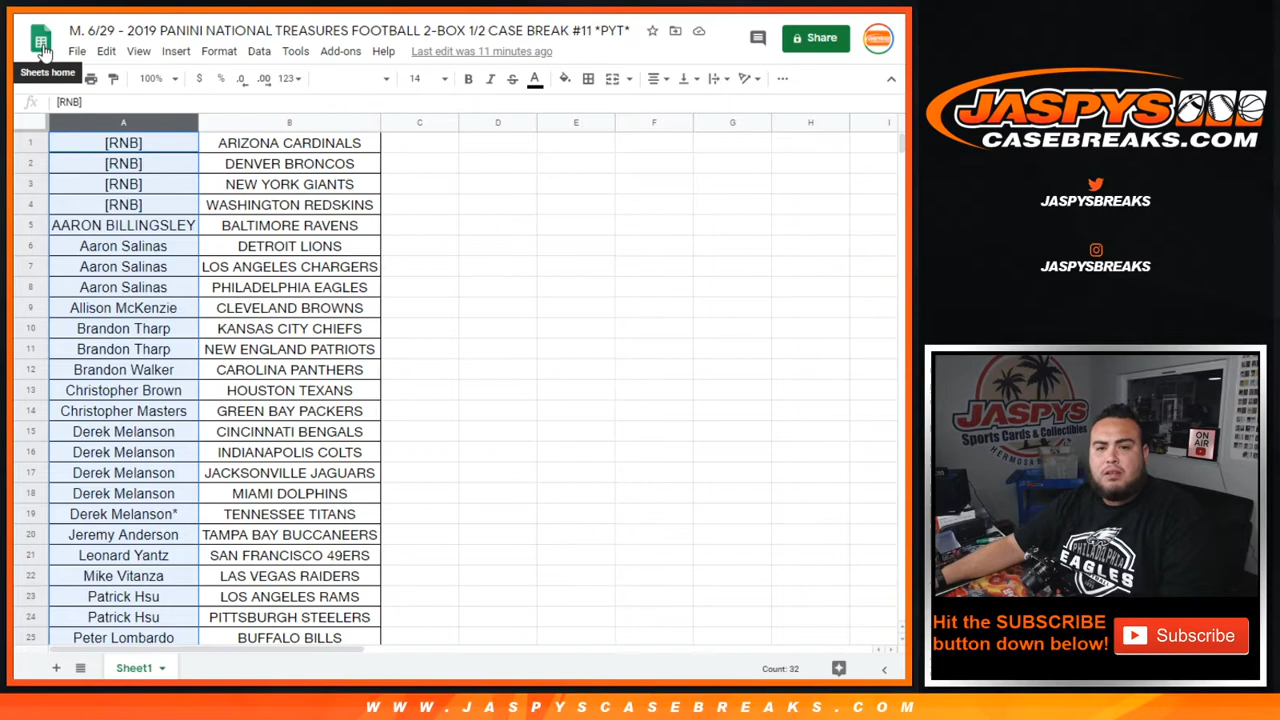 M. 6/29 - 2019 PANINI NATIONAL TREASURES FOOTBALL 2-BOX 1/2 CASE BREAK #11 *PYT*
File Edit View Insert Format Data Tools Add-ons Help Last edit was 11 minutes ago
Share
Sheets home
100% $ % .0 .00 123 14 B I S A
fx [RNB]
A B C D E F G H I
1 [RNB] ARIZONA CARDINALS
2 [RNB] DENVER BRONCOS
3 [RNB] NEW YORK GIANTS
4 [RNB] WASHINGTON REDSKINS
5 AARON BILLINGSLEY BALTIMORE RAVENS
6 Aaron Salinas DETROIT LIONS
7 Aaron Salinas LOS ANGELES CHARGERS
8 Aaron Salinas PHILADELPHIA EAGLES
9 Allison McKenzie CLEVELAND BROWNS
10 Brandon Tharp KANSAS CITY CHIEFS
11 Brandon Tharp NEW ENGLAND PATRIOTS
12 Brandon Walker CAROLINA PANTHERS
13 Christopher Brown HOUSTON TEXANS
14 Christopher Masters GREEN BAY PACKERS
15 Derek Melanson CINCINNATI BENGALS
16 Derek Melanson INDIANAPOLIS COLTS
17 Derek Melanson JACKSONVILLE JAGUARS
18 Derek Melanson MIAMI DOLPHINS
19 Derek Melanson* TENNESSEE TITANS
20 Jeremy Anderson TAMPA BAY BUCCANEERS
21 Leonard Yantz SAN FRANCISCO 49ERS
22 Mike Vitanza LAS VEGAS RAIDERS
23 Patrick Hsu LOS ANGELES RAMS
24 Patrick Hsu PITTSBURGH STEELERS
25 Peter Lombardo BUFFALO BILLS
Sheet1
Count: 32
JASPYS
CASEBREAKS.COM
JASPYSBREAKS
JASPYSBREAKS
JASPYS
Sports Cards & Collectibles
HERMOSA
ON
AIR
PHILADELPHIA
EAGLES
FOOTBALL
Hit the SUBSCRIBE
button down below!
Subscribe
WWW.JASPYSCASEBREAKS.COM